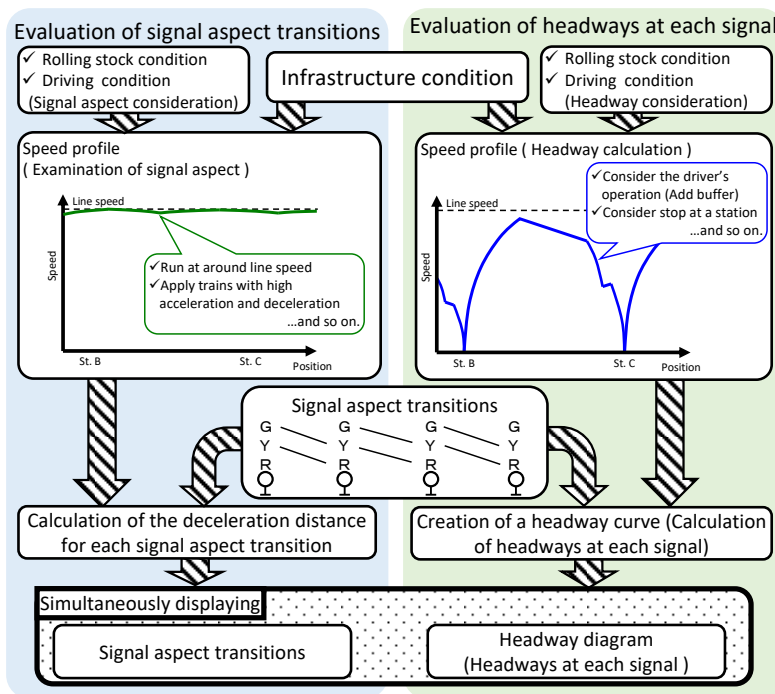 Evaluation of signal aspect transitions
Evaluation of headways at each signal
✓ Rolling stock condition
✓ Driving condition
(Signal aspect consideration)
Infrastructure condition
✓ Rolling stock condition
✓ Driving condition
(Headway consideration)
Speed profile
( Examination of signal aspect )
Line speed
Speed
✓Run at around line speed
✓Apply trains with high
acceleration and deceleration
...and so on.
St. B
St. C
Position
Speed profile ( Headway calculation )
Line speed
Speed
✓Consider the driver's
operation (Add buffer)
✓Consider stop at a station
...and so on.
St. B
St. C
Position
Signal aspect transitions
G G G G
Y Y Y Y
R R R R
Calculation of the deceleration distance
for each signal aspect transition
Creation of a headway curve (Calculation
of headways at each signal)
Simultaneously displaying
Signal aspect transitions
Headway diagram
(Headways at each signal )